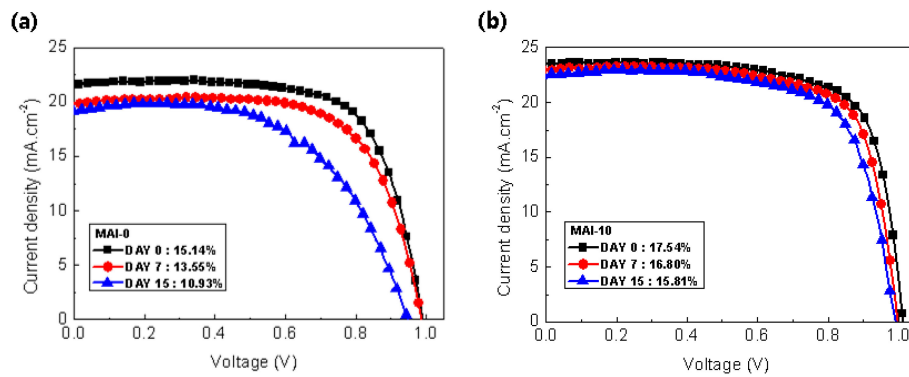 (a)
25
20
15
10
5
0
Current density (mA.cm⁻²)
MAI-0
DAY 0 : 15.14%
DAY 7 : 13.55%
DAY 15 : 10.93%
0.0 0.2 0.4 0.6 0.8 1.0
Voltage (V)
(b)
25
20
15
10
5
0
Current density (mA.cm⁻²)
MAI-10
DAY 0 : 17.54%
DAY 7 : 16.80%
DAY 15 : 15.81%
0.0 0.2 0.4 0.6 0.8 1.0
Voltage (V)